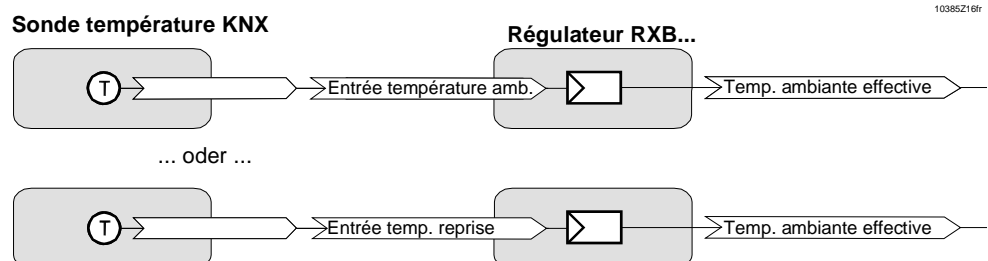 10385Z16fr
Sonde température KNX
Régulateur RXB...
T
Entrée température amb.
Temp. ambiante effective
... oder ...
T
Entrée temp. reprise
Temp. ambiante effective